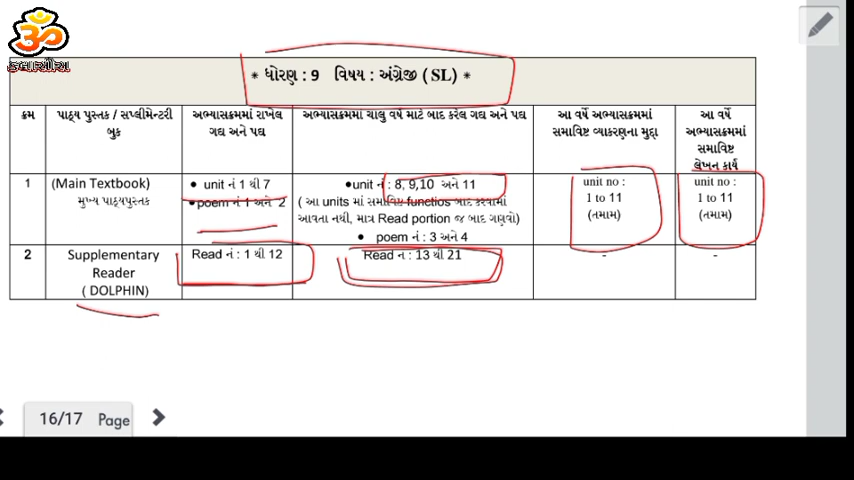 ૐ
ઉમાશીષ
* ધોરણ : 9 વિષય : અંગ્રેજી ( SL) *
ક્રમ
પાઠ્ય પુસ્તક / સપ્લીમેન્ટરી
બુક
અભ્યાસક્રમમાં રાખેલ
ગદ્ય અને પદ્ય
અભ્યાસક્રમમાં ચાલુ વર્ષ માટે બાદ કરેલ ગદ્ય અને પદ્ય
આ વર્ષે અભ્યાસક્રમમાં
સમાવિષ્ટ વ્યાકરણના મુદ્દા
આ વર્ષે
અભ્યાસક્રમમાં
સમાવિષ્ટ
લેખન કાર્ય
1
(Main Textbook)
મુખ્ય પાઠ્યપુસ્તિન
• unit નં 1 થી 7
• poem નં 1 અને 2
•unit નં : 8, 9,10 અને 11
( આ units માં સમાવિષ્ટ functios બાદ કરવામાં
આવતા નથી, માત્ર Read portion જ બાદ ગણવો)
• poem નં : 3 અને 4
unit no :
1 to 11
(તમામ)
unit no :
1 to 11
(તમામ)
2
Supplementary
Reader
( DOLPHIN)
Read નં : 1 થી 12
Read ન : 13 થી 21
-
-
16/17 Page